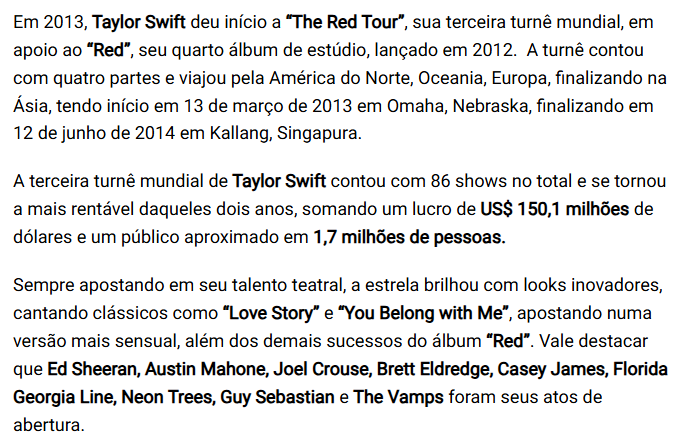 Em 2013, Taylor Swift deu início a “The Red Tour”, sua terceira turnê mundial, em
apoio ao “Red”, seu quarto álbum de estúdio, lançado em 2012.  A turnê contou
com quatro partes e viajou pela América do Norte, Oceania, Europa, finalizando na
Ásia, tendo início em 13 de março de 2013 em Omaha, Nebraska, finalizando em
12 de junho de 2014 em Kallang, Singapura.
A terceira turnê mundial de Taylor Swift contou com 86 shows no total e se tornou
a mais rentável daqueles dois anos, somando um lucro de US$ 150,1 milhões de
dólares e um público aproximado em 1,7 milhões de pessoas.
Sempre apostando em seu talento teatral, a estrela brilhou com looks inovadores,
cantando clássicos como “Love Story” e “You Belong with Me”, apostando numa
versão mais sensual, além dos demais sucessos do álbum “Red”. Vale destacar
que Ed Sheeran, Austin Mahone, Joel Crouse, Brett Eldredge, Casey James, Florida
Georgia Line, Neon Trees, Guy Sebastian e The Vamps foram seus atos de
abertura.